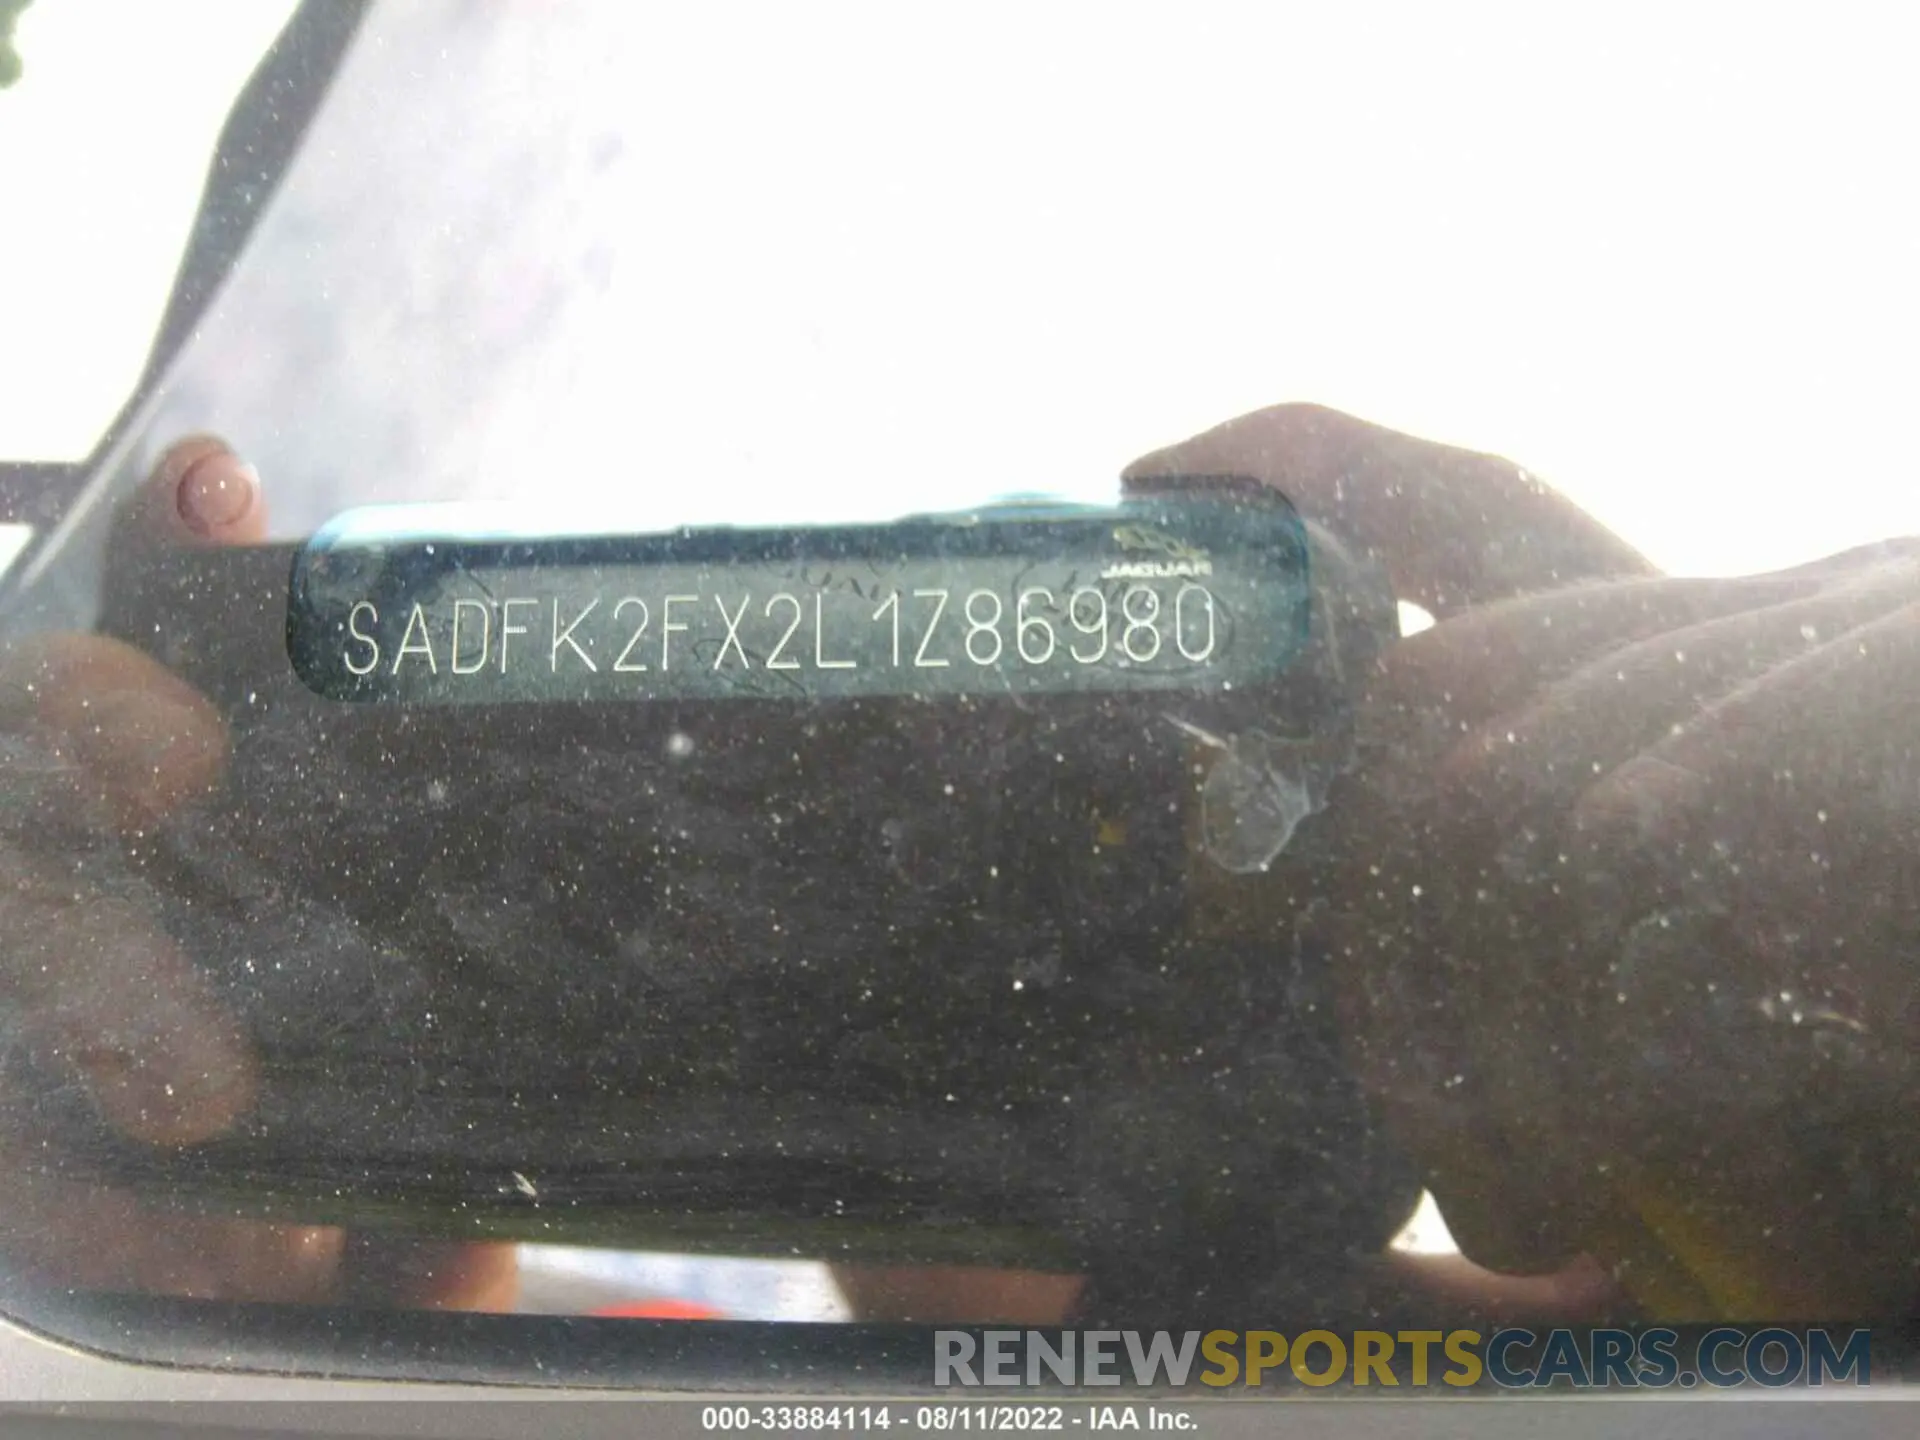 JAGUAR
SADFK2FX2L1Z86980
RENEWSPORTSCARS.COM
000-33884114 - 08/11/2022 - IAA Inc.